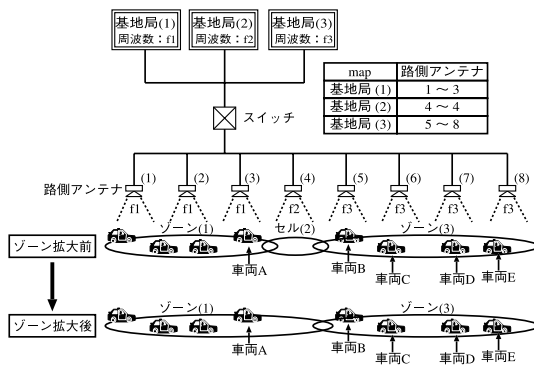 基地局(1)
周波数：f1
基地局(2)
周波数：f2
基地局(3)
周波数：f3
map 路側アンテナ
基地局(1) 1～3
基地局(2) 4～4
基地局(3) 5～8
スイッチ
路側アンテナ
(1) (2) (3) (4) (5) (6) (7) (8)
f1 f1 f1 f2 f3 f3 f3 f3
ゾーン拡大前
ゾーン(1) セル(2) ゾーン(3)
車両A 車両B 車両C 車両D 車両E
ゾーン拡大後
ゾーン(1) ゾーン(3)
車両A 車両B 車両C 車両D 車両E